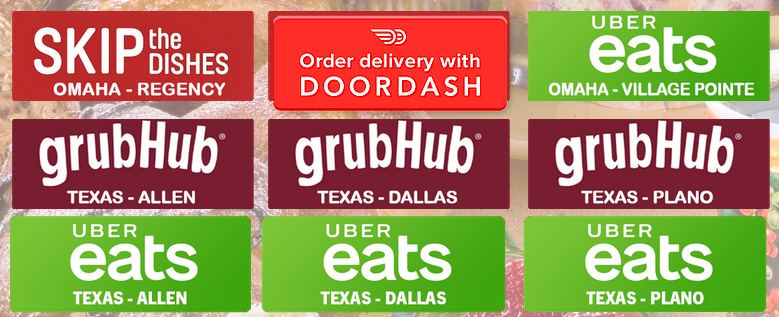 SKIP the DISHES
OMAHA - REGENCY
Order delivery with
DOORDASH
UBER
eats
OMAHA - VILLAGE POINTE
grubHub®
TEXAS - ALLEN
grubHub®
TEXAS - DALLAS
grubHub®
TEXAS - PLANO
UBER
eats
TEXAS - ALLEN
UBER
eats
TEXAS - DALLAS
UBER
eats
TEXAS - PLANO